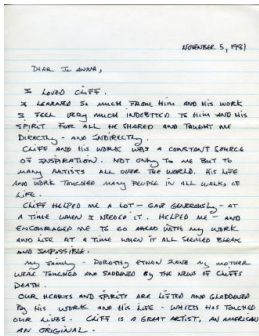 NOVEMBER 5, 1981
DEAR JO ANNA,
I LOVED CLIFF.
I LEARNED SO MUCH FROM HIM AND HIS WORK
I FEEL VERY MUCH INDEBTED TO HIM AND HIS
SPIRIT FOR ALL HE SHARED AND TAUGHT ME
DIRECTLY - AND INDIRECTLY.
CLIFF AND HIS WORK WAS A CONSTANT SOURCE
OF INSPIRATION. NOT ONLY TO ME BUT TO
MANY ARTISTS ALL OVER THE WORLD. HIS LIFE
AND WORK TOUCHED MANY PEOPLE IN ALL WALKS OF
LIFE.
CLIFF HELPED ME A LOT - GAVE GENEROUSLY - AT
A TIME WHEN I NEEDED IT. HELPED ME - AND
ENCOURAGED ME TO GO AHEAD WITH MY WORK
AND LIFE AT A TIME WHEN IT ALL SEEMED BLEAK
AND IMPOSSIBLE.
MY FAMILY - DOROTHY ETHAN ZANE AND MY MOTHER
WERE TOUCHED AND SADDENED BY THE NEWS OF CLIFFS
DEATH.
OUR HEARTS AND SPIRITS ARE LIFTED AND GLADDENED
BY HIS WORK AND HIS LIFE - WHICH HAS TOUCHED
OUR LIVES. CLIFF IS A GREAT ARTIST, AN AMERICAN
AN ORIGINAL.